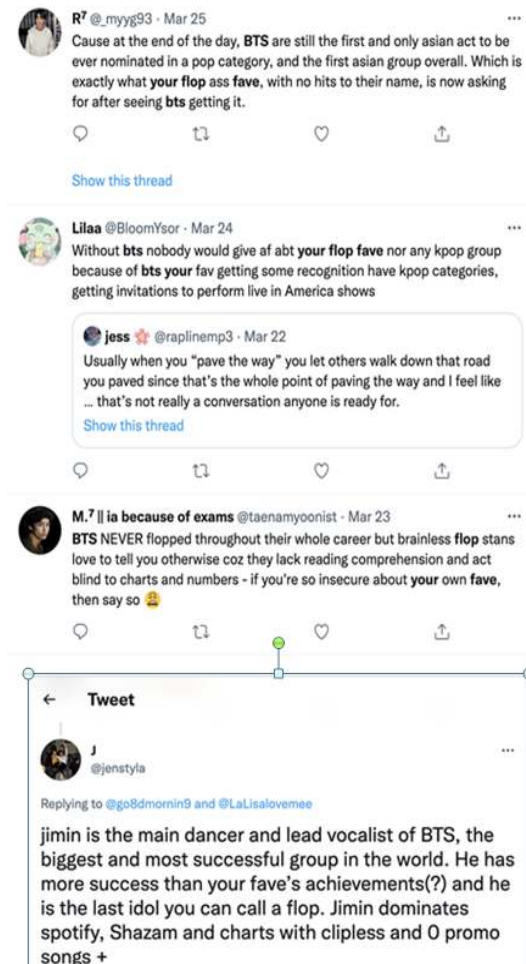 R⁷ @_myyg93 · Mar 25
Cause at the end of the day, BTS are still the first and only asian act to be
ever nominated in a pop category, and the first asian group overall. Which is
exactly what your flop ass fave, with no hits to their name, is now asking
for after seeing bts getting it.
Show this thread
Lilaa @BloomYsor · Mar 24
Without bts nobody would give af abt your flop fave nor any kpop group
because of bts your fav getting some recognition have kpop categories,
getting invitations to perform live in America shows
jess @raplinemp3 · Mar 22
Usually when you “pave the way” you let others walk down that road
you paved since that’s the whole point of paving the way and I feel like
... that’s not really a conversation anyone is ready for.
Show this thread
M.⁷ || ia because of exams @taenamyoonist · Mar 23
BTS NEVER flopped throughout their whole career but brainless flop stans
love to tell you otherwise coz they lack reading comprehension and act
blind to charts and numbers - if you're so insecure about your own fave,
then say so 😩
Tweet
J
@jenstyla
Replying to @go8dmornin9 and @LaLisalovemee
jimin is the main dancer and lead vocalist of BTS, the
biggest and most successful group in the world. He has
more success than your fave’s achievements(?) and he
is the last idol you can call a flop. Jimin dominates
spotify, Shazam and charts with clipless and 0 promo
songs +